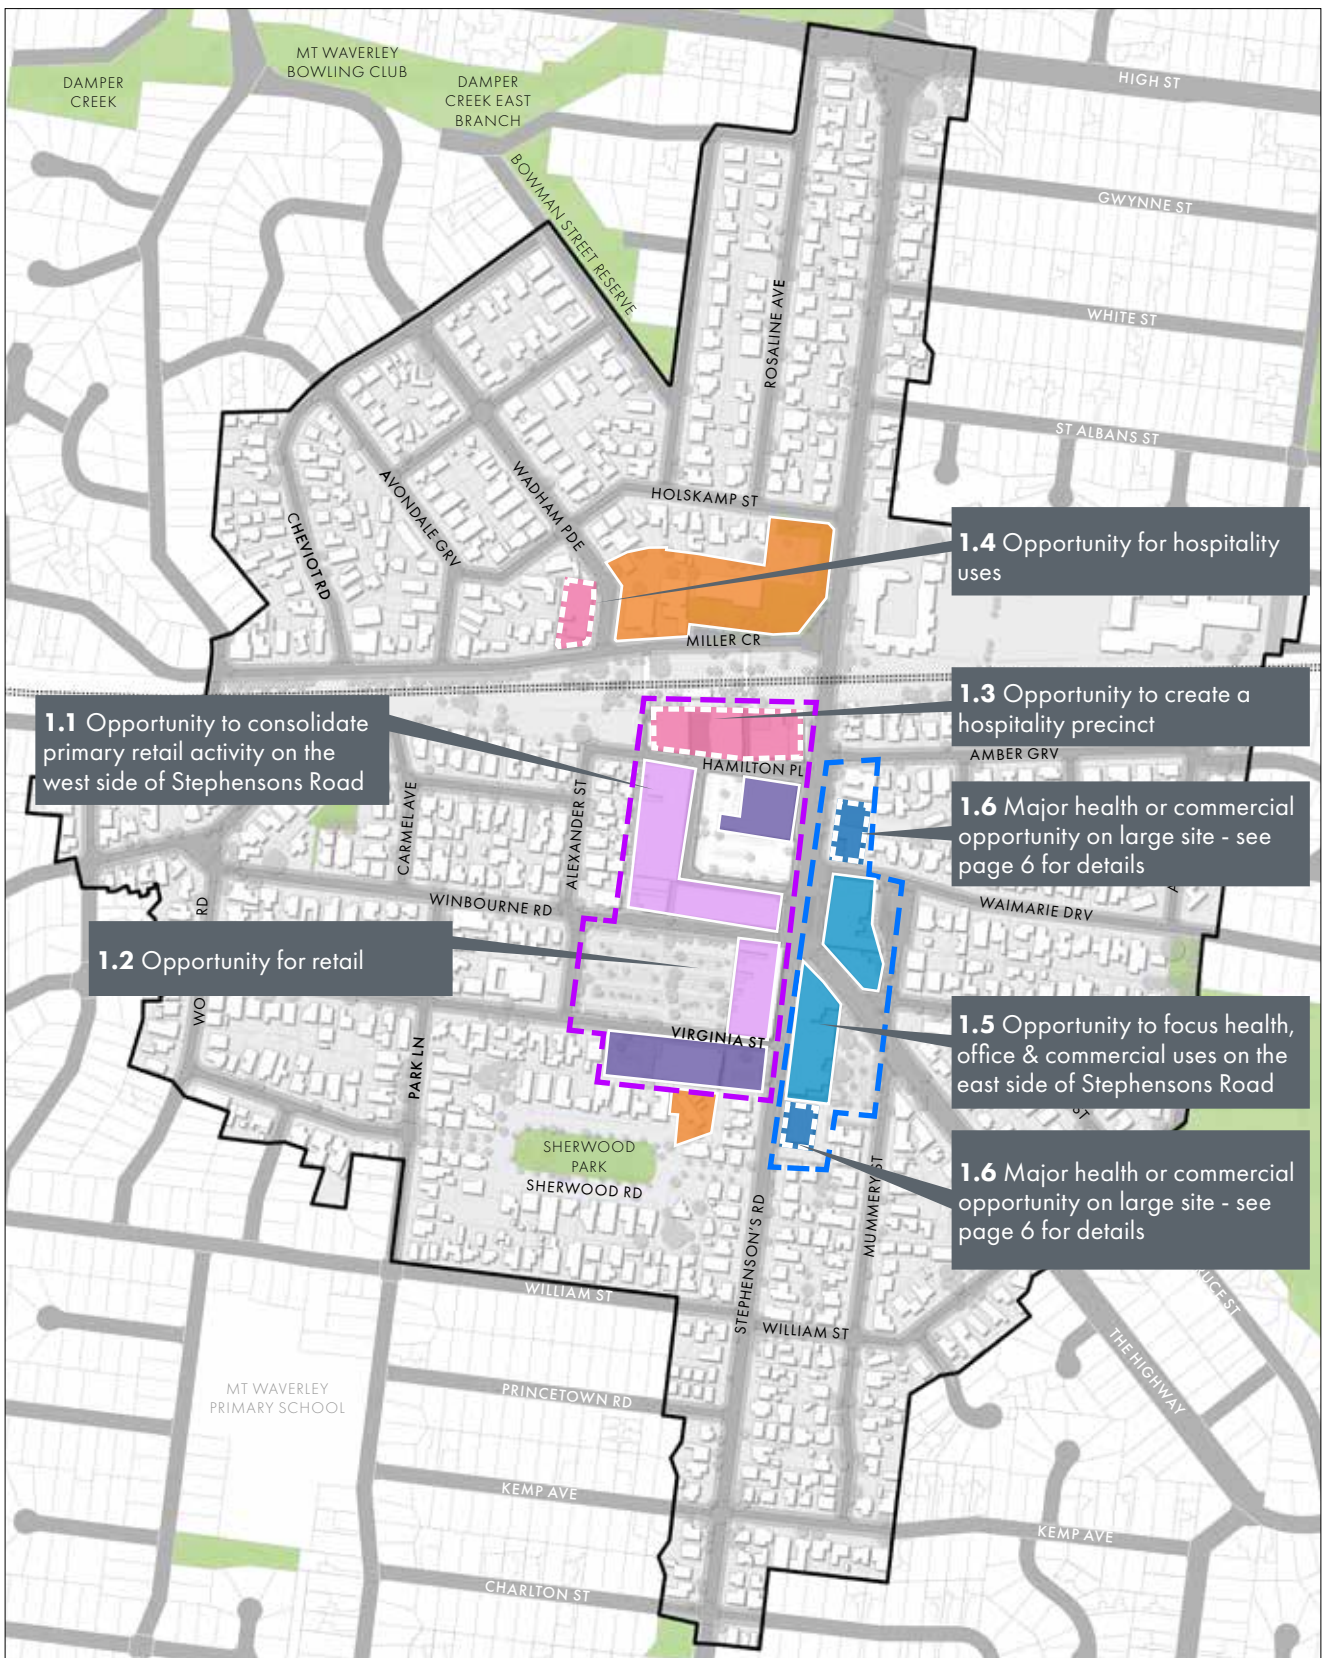 MT WAVERLEY
BOWLING CLUB
DAMPER
CREEK
DAMPER
CREEK EAST
BRANCH
HIGH ST
BOWMAN STREET RESERVE
GWYNNE ST
WHITE ST
ROSALINE AVE
ST ALBANS ST
HOLSKAMP ST
WADHAM PDE
AVONDALE GRV
CHEVIOT RD
1.4 Opportunity for hospitality
uses
MILLER CR
1.3 Opportunity to create a
hospitality precinct
1.1 Opportunity to consolidate
primary retail activity on the
west side of Stephensons Road
AMBER GRV
HAMILTON PL
1.6 Major health or commercial
opportunity on large site - see
page 6 for details
CARMEL AVE
ALEXANDER ST
WINBOURNE RD
WAIMARIE DRV
A
WO
RD
1.2 Opportunity for retail
1.5 Opportunity to focus health,
office & commercial uses on the
east side of Stephensons Road
VIRGINIA ST
PARK LN
ST
SHERWOOD
PARK
SHERWOOD RD
1.6 Major health or commercial
opportunity on large site - see
page 6 for details
MUMMERY ST
STEPHENSON'S RD
WILLIAM ST
WILLIAM ST
RUCE ST
THE HIGHWAY
MT WAVERLEY
PRIMARY SCHOOL
PRINCETOWN RD
KEMP AVE
KEMP AVE
CHARLTON ST